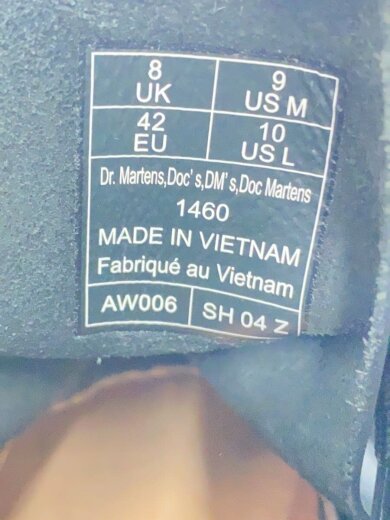 8 UK
9 US M
42 EU
10 US L
Dr. Martens,Doc's,DM's,Doc Martens
1460
MADE IN VIETNAM
Fabriqué au Vietnam
AW006
SH 04 Z